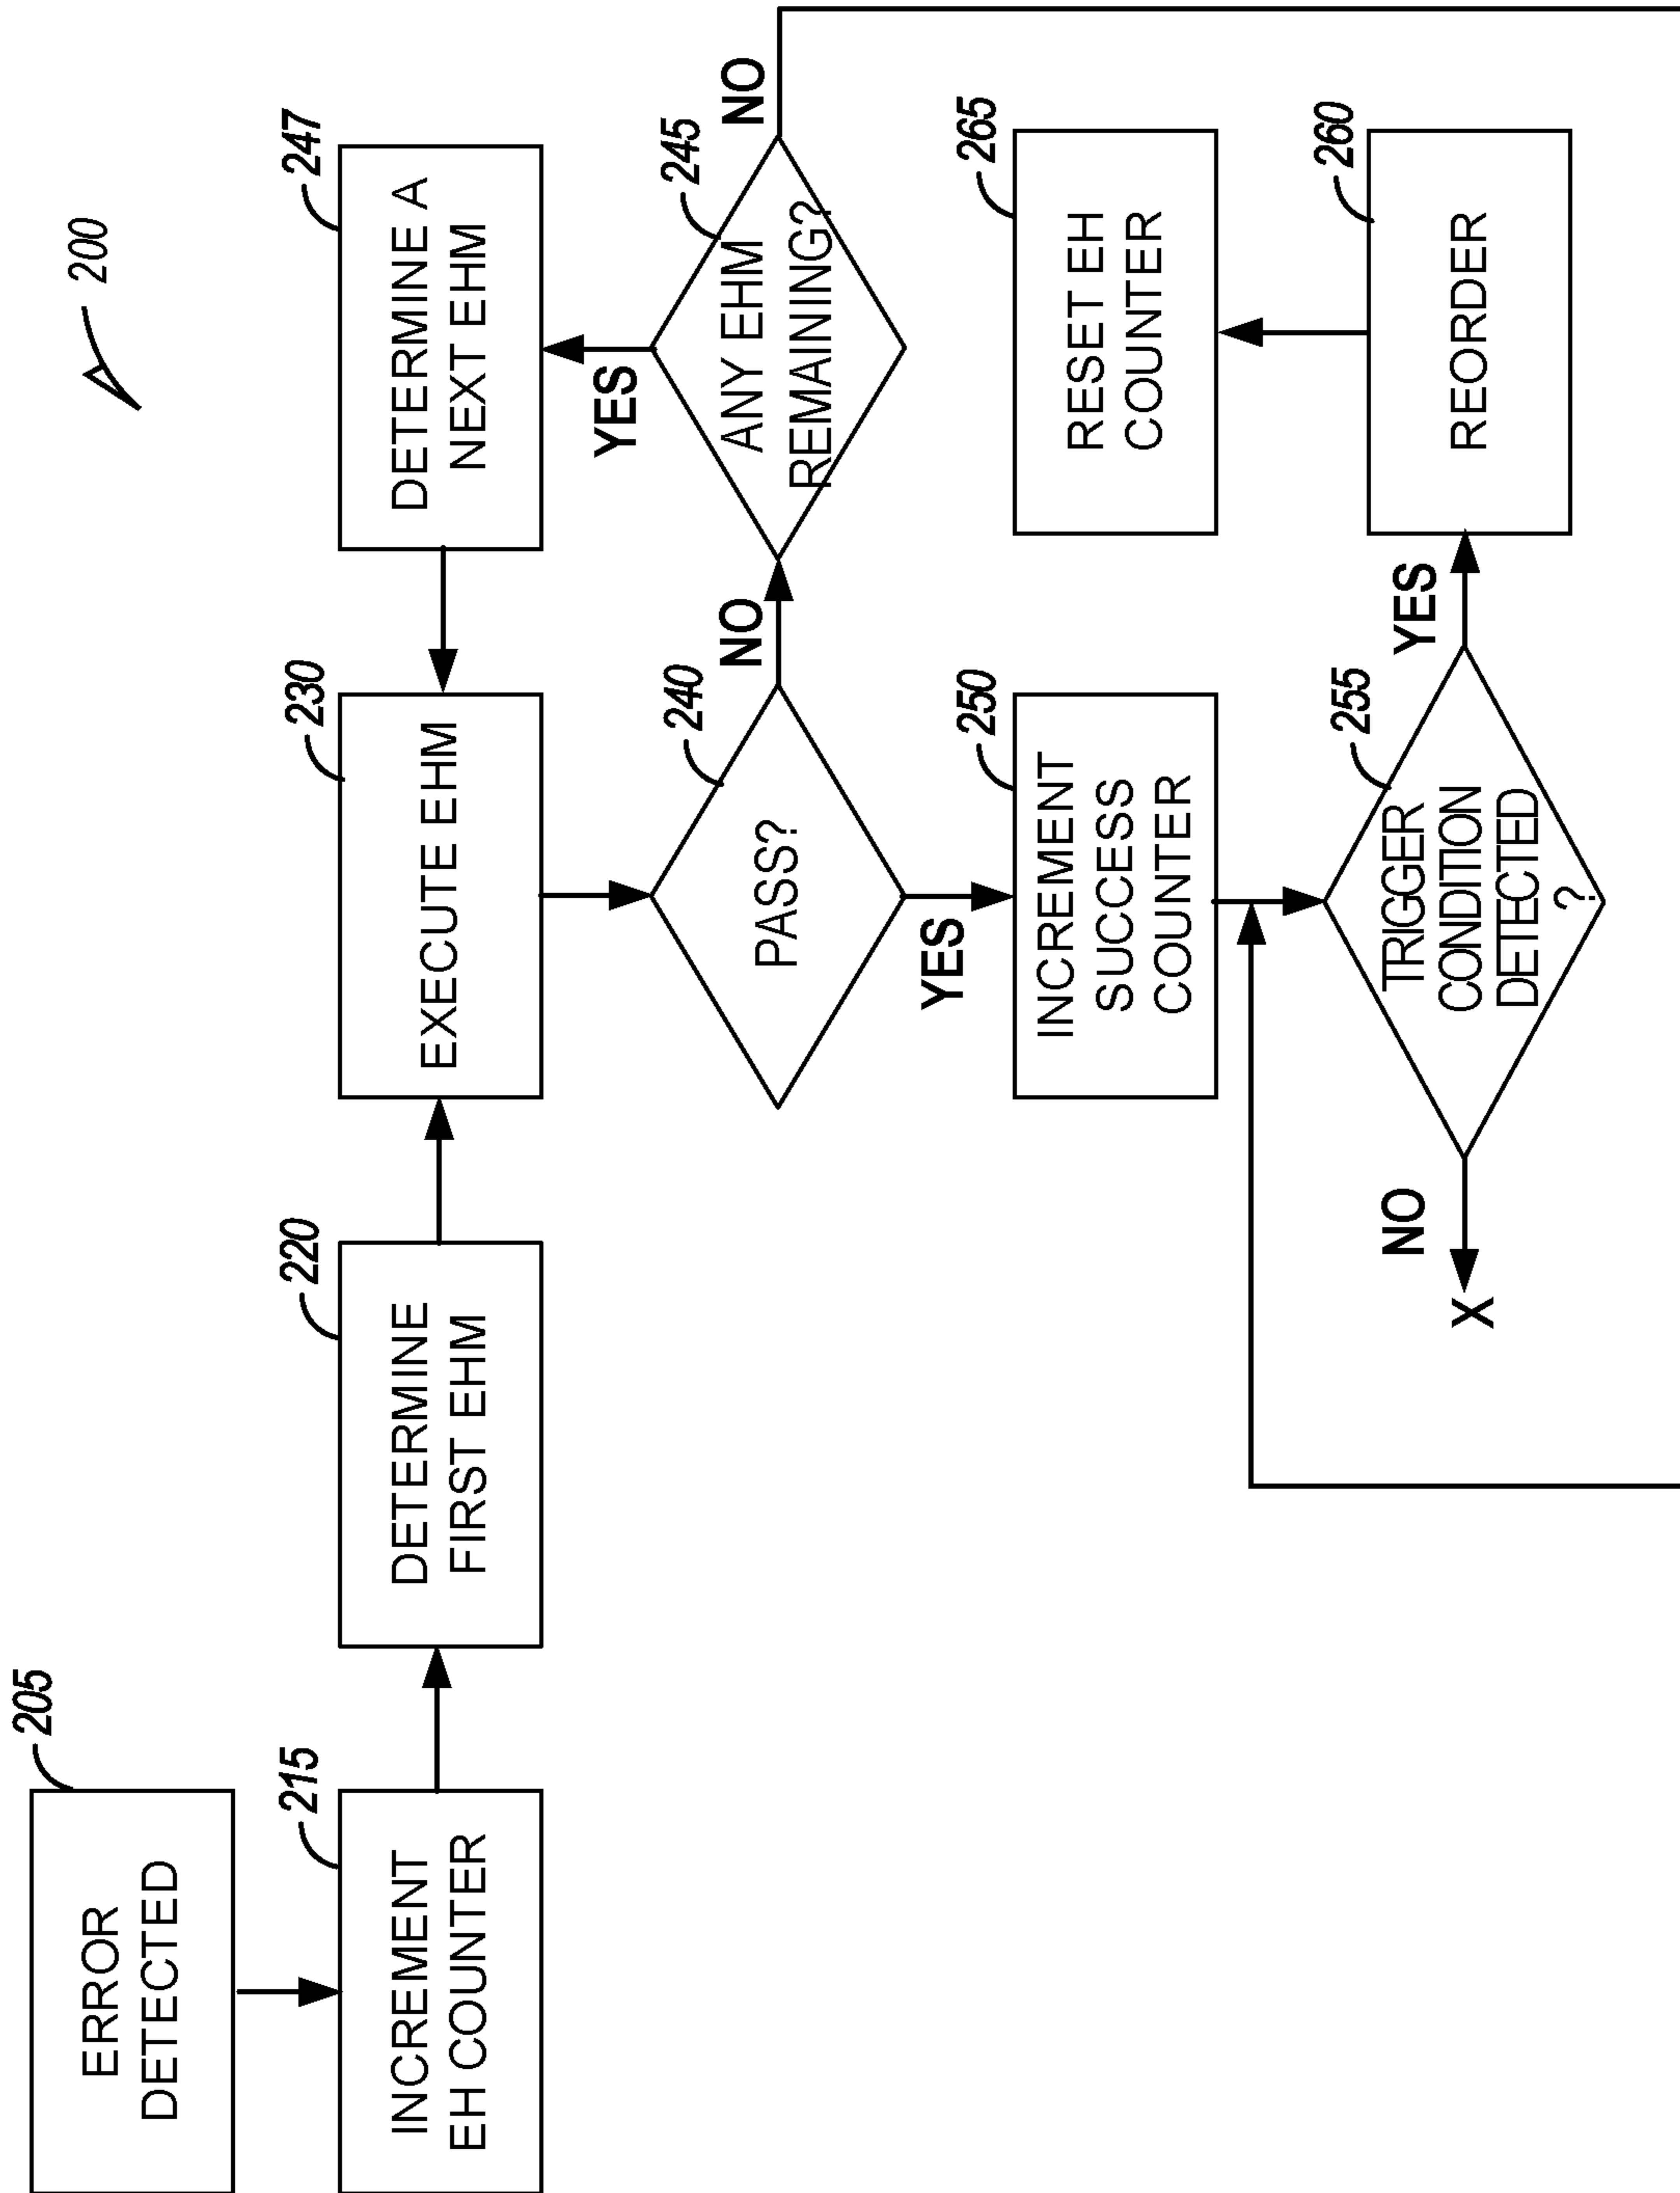 200
205
ERROR
DETECTED
215
INCREMENT
EH COUNTER
220
DETERMINE
FIRST EHM
230
EXECUTE EHM
247
DETERMINE A
NEXT EHM
240
PASS?
NO
YES
245
ANY EHM
REMAINING?
YES
NO
250
INCREMENT
SUCCESS
COUNTER
265
RESET EH
COUNTER
255
TRIGGER
CONDITION
DETECTED
?
NO
X
YES
260
REORDER